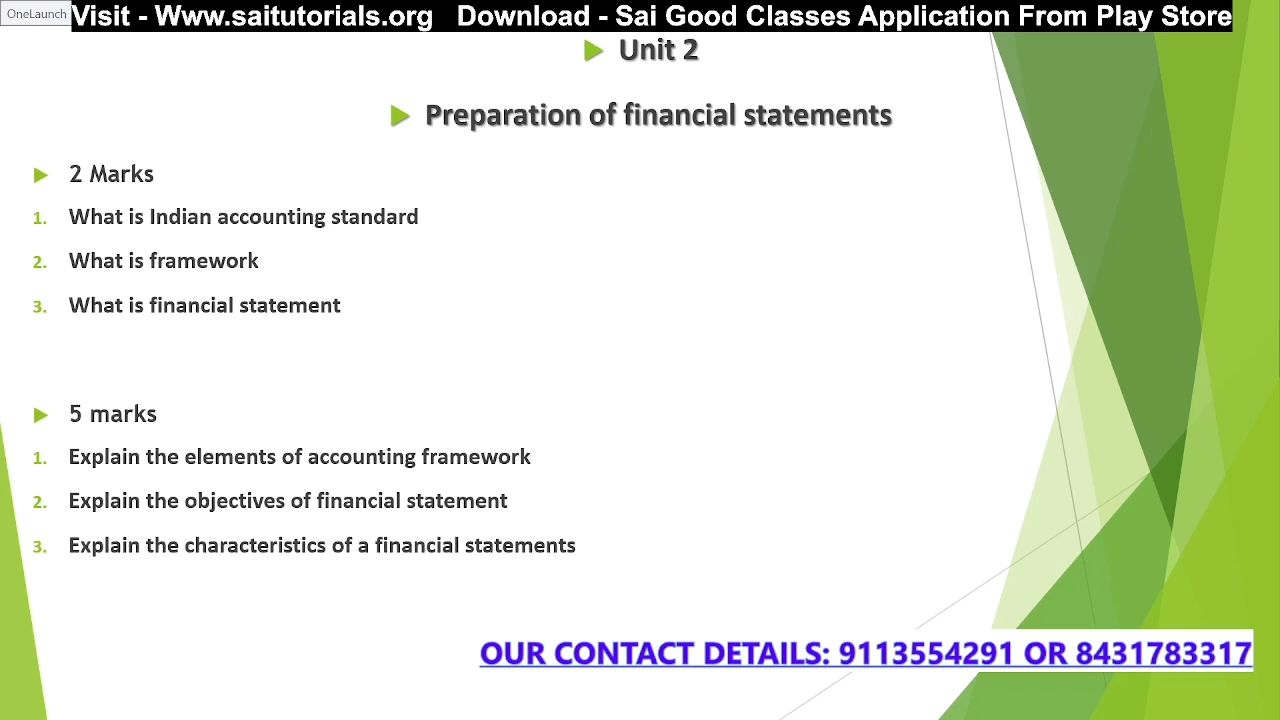 OneLaunch
Visit - Www.saitutorials.org Download - Sai Good Classes Application From Play Store
Unit 2
Preparation of financial statements
2 Marks
1. What is Indian accounting standard
2. What is framework
3. What is financial statement
5 marks
1. Explain the elements of accounting framework
2. Explain the objectives of financial statement
3. Explain the characteristics of a financial statements
OUR CONTACT DETAILS: 9113554291 OR 8431783317